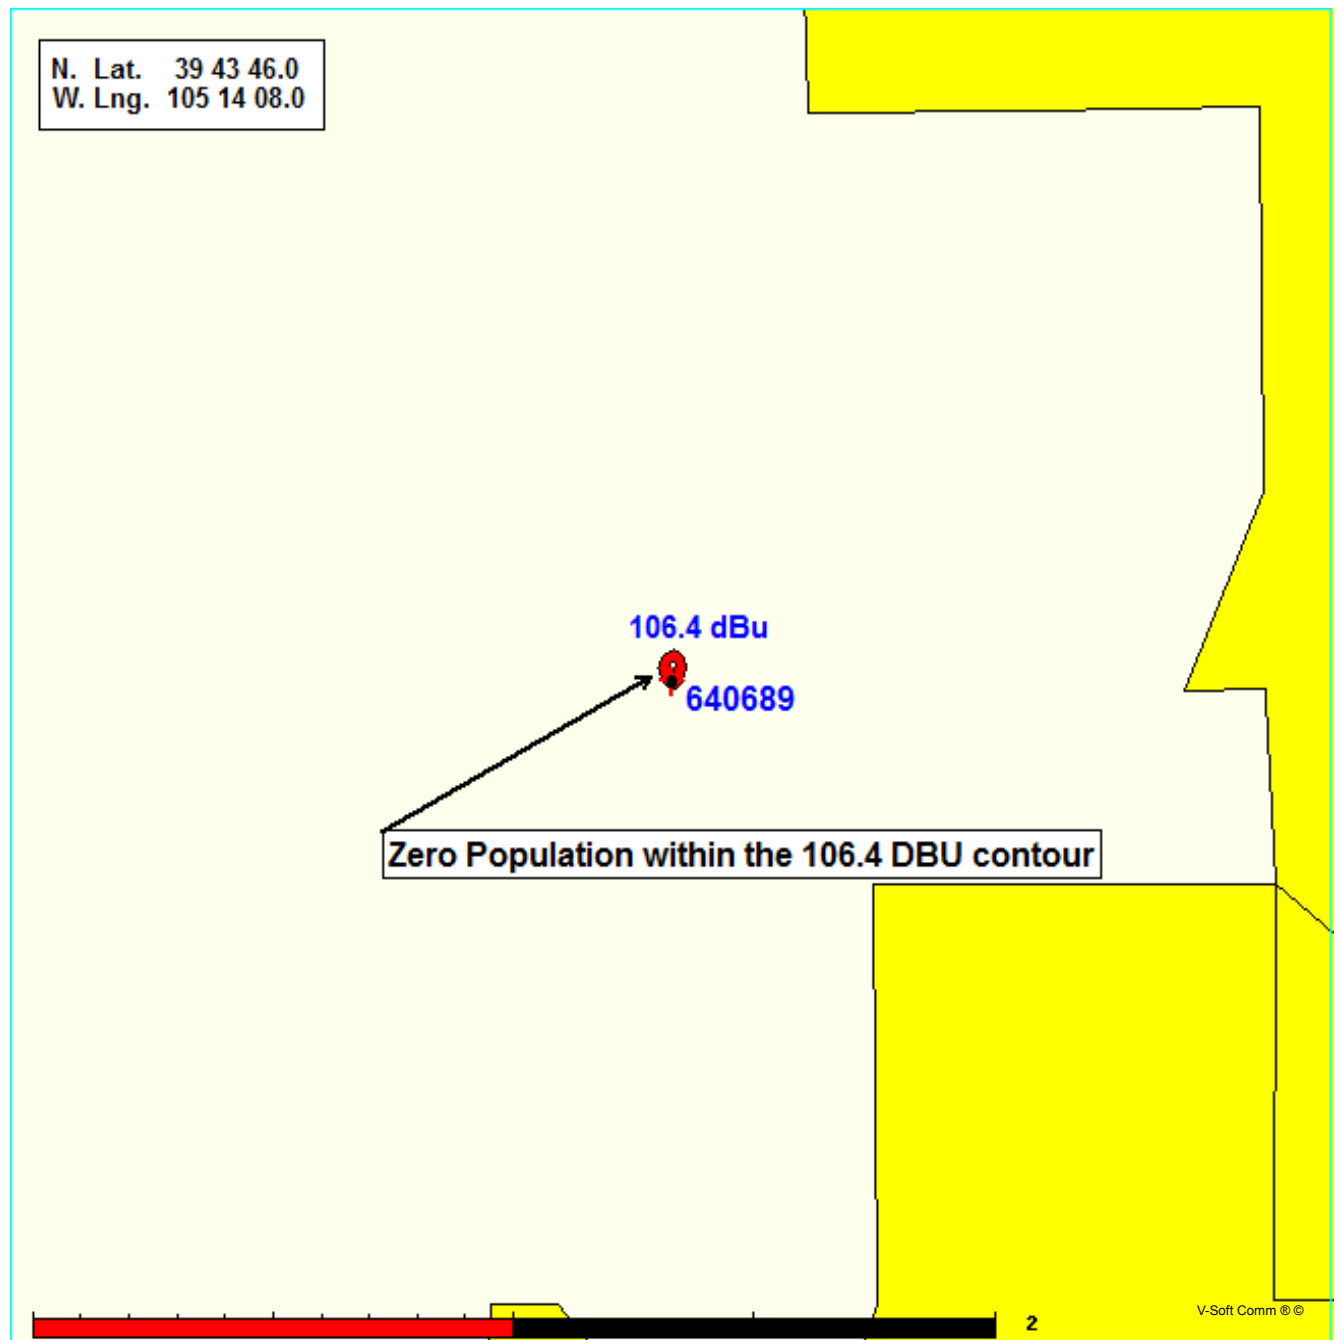 N. Lat. 39 43 46.0
W. Lng. 105 14 08.0
106.4 dBu
640689
Zero Population within the 106.4 DBU contour
V-Soft Comm ® ©
2